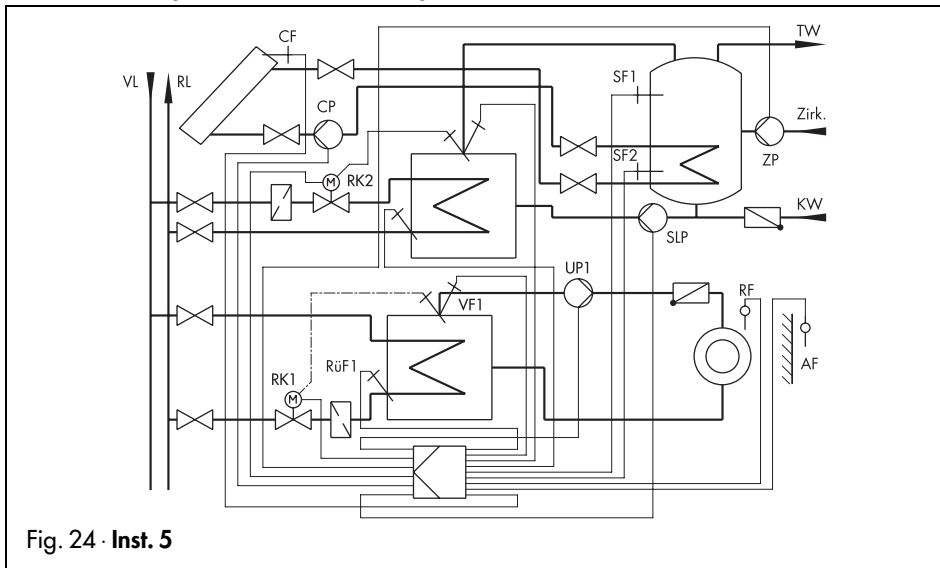 CF
TW
VL
RL
CP
SF1
Zirk.
M
RK2
SF2
ZP
KW
SLP
UP1
VF1
RF
RüF1
AF
RK1
M
Fig. 24 · Inst. 5